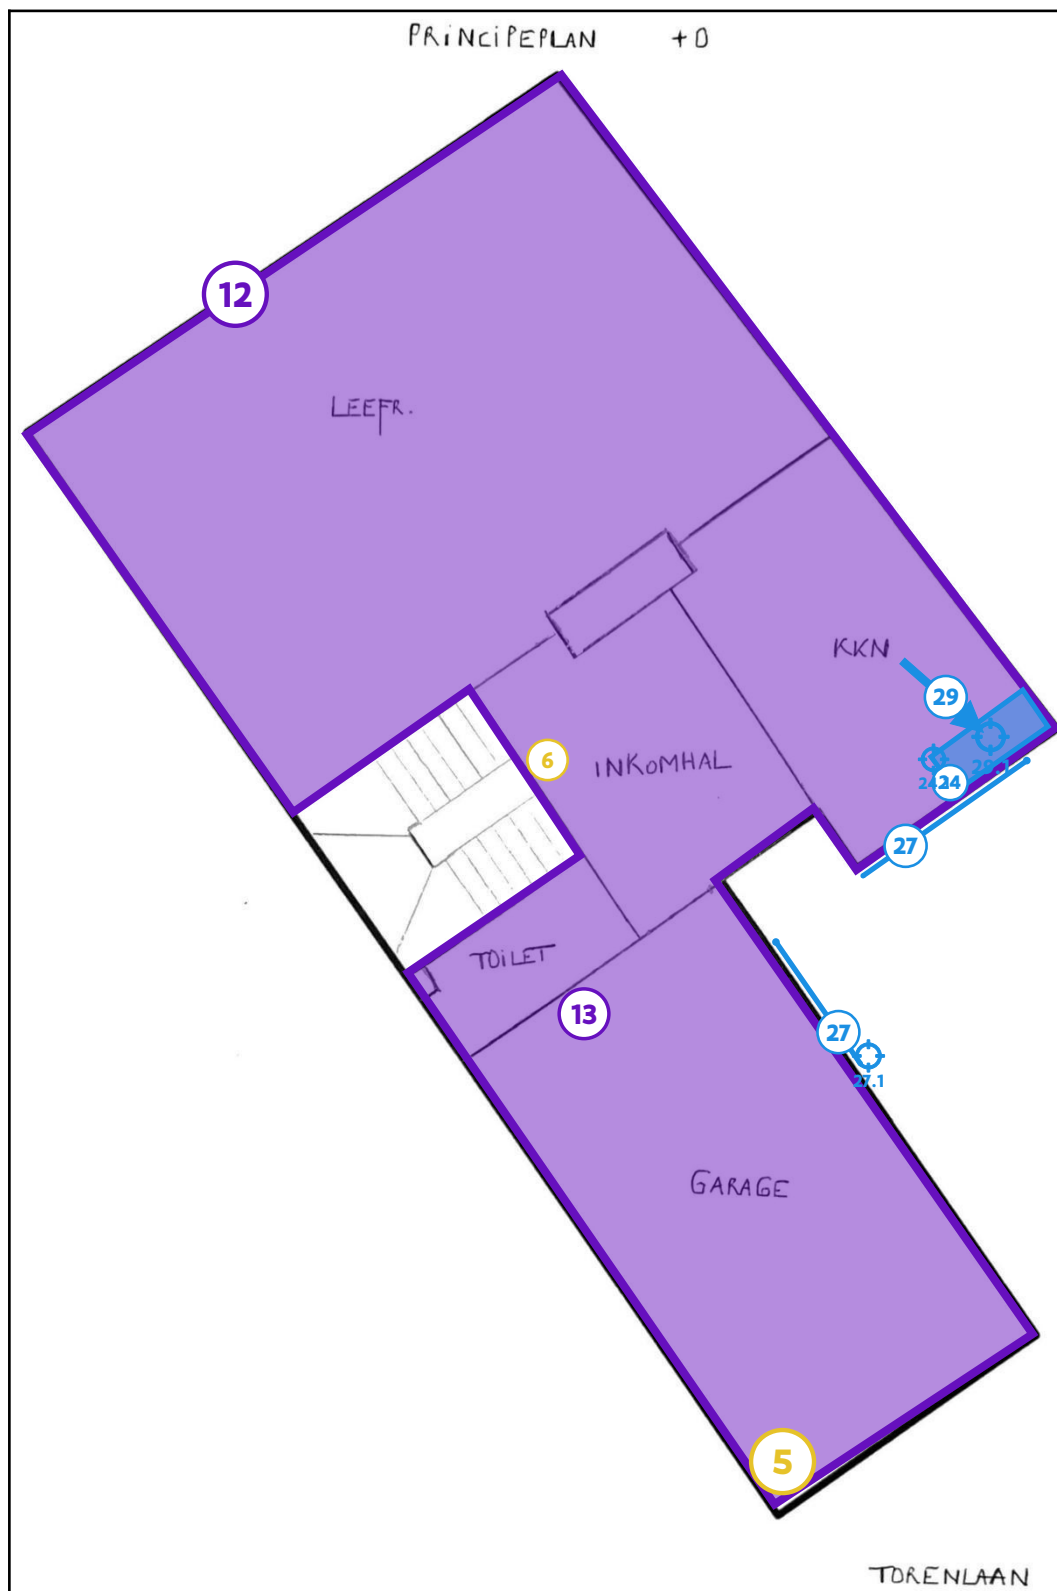 PRiNCiPEPLAN +0
12
LEEFR.
KKN
29
6
INKOMHAL
24
27
TOiLET
13
27
27.1
GARAGE
5
TORENLAAN